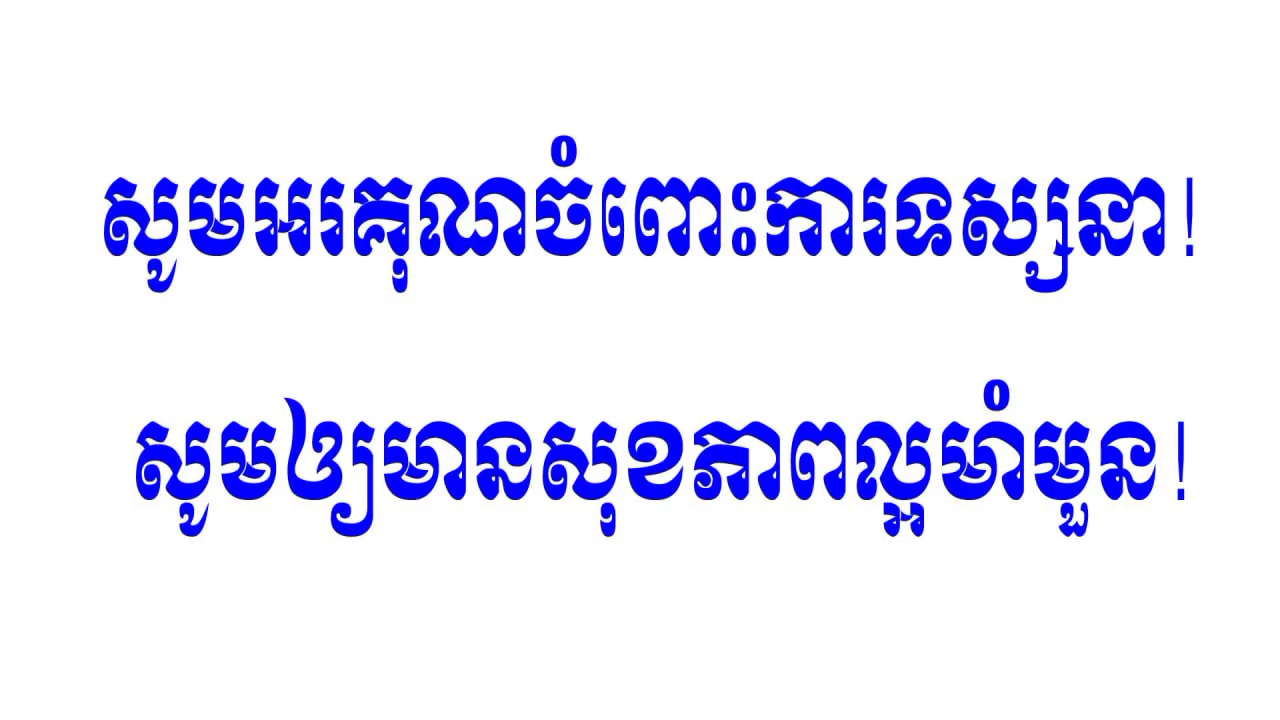 សូមអរគុណចំពោះការទស្សនា!
សូមឲ្យមានសុខភាពល្អមាំមួន!